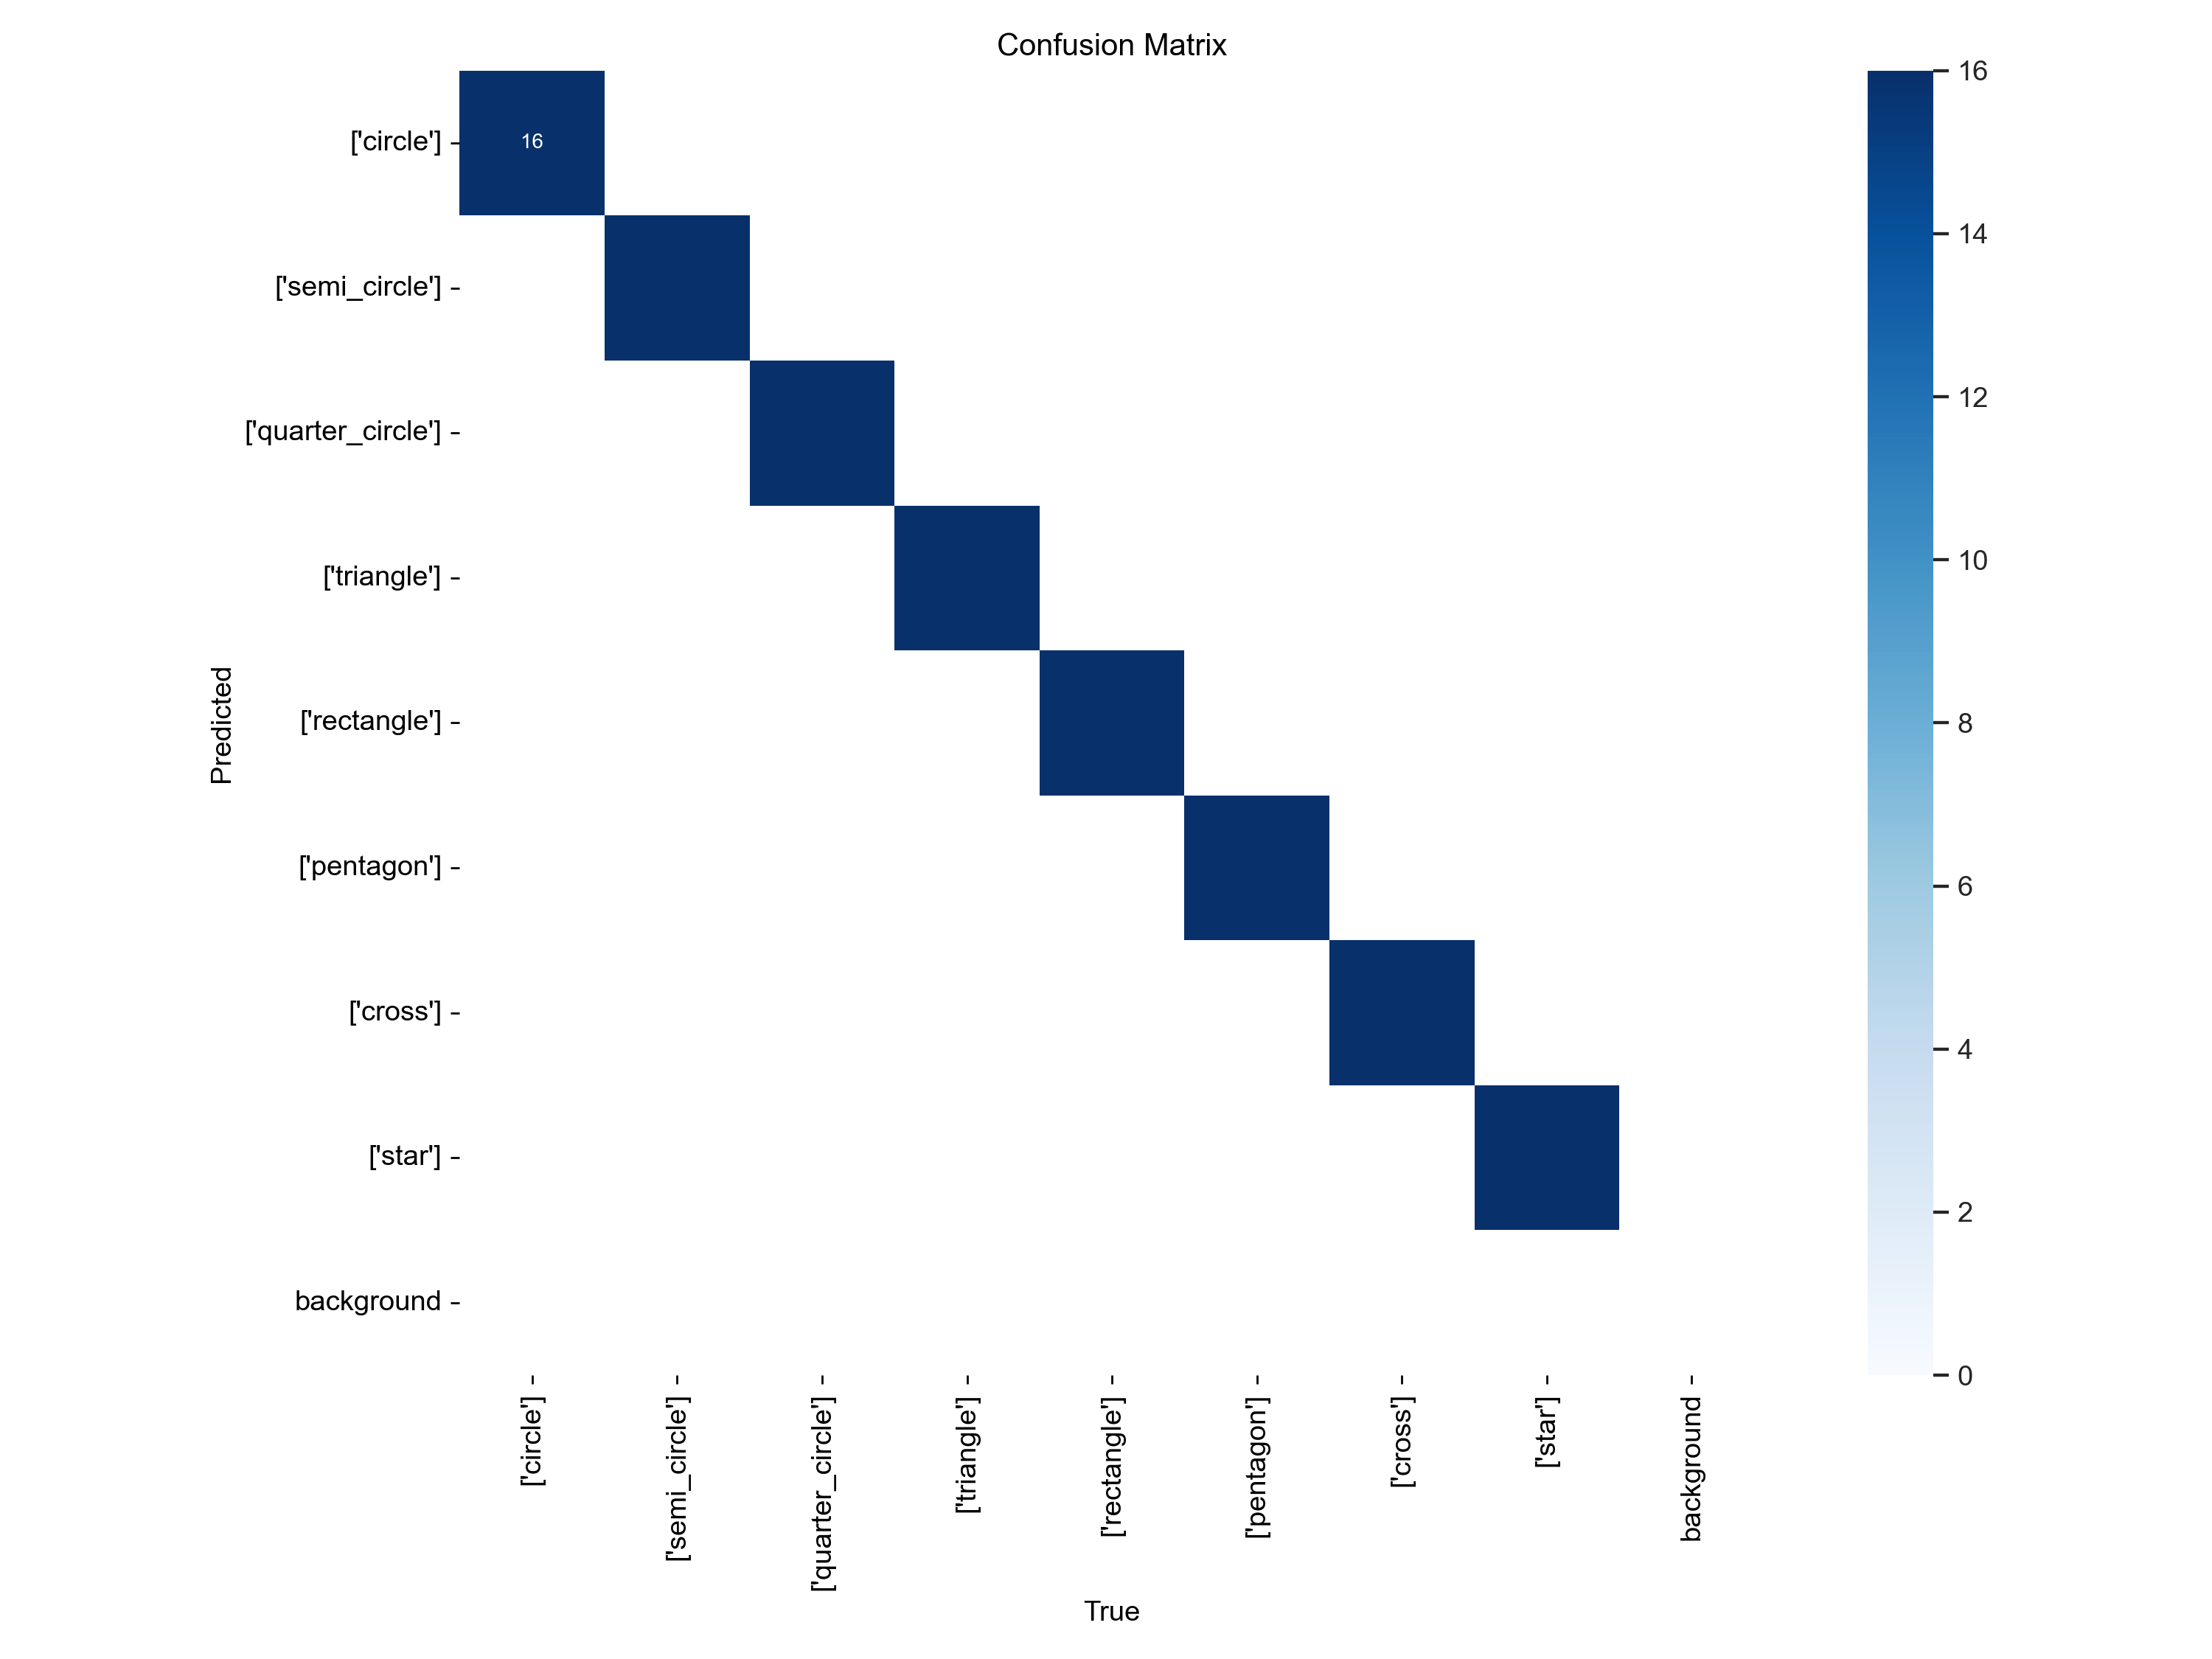 Confusion Matrix
['circle']
['semi_circle']
['quarter_circle']
['triangle']
['rectangle']
['pentagon']
['cross']
['star']
background
Predicted
16
16
14
12
10
8
6
4
2
0
['circle']
['semi_circle']
['quarter_circle']
['triangle']
['rectangle']
['pentagon']
['cross']
['star']
background
True